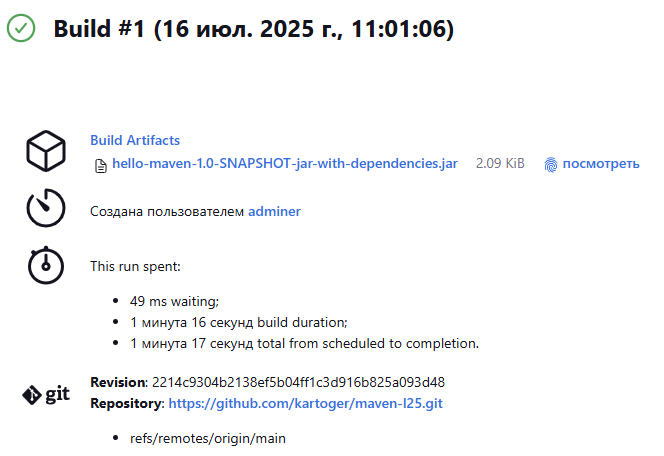 Build #1 (16 июл. 2025 г., 11:01:06)
Build Artifacts
hello-maven-1.0-SNAPSHOT-jar-with-dependencies.jar 2.09 KiB посмотреть
Создана пользователем adminer
This run spent:
49 ms waiting;
1 минута 16 секунд build duration;
1 минута 17 секунд total from scheduled to completion.
git
Revision: 2214c9304b2138ef5b04ff1c3d916b825a093d48
Repository: https://github.com/kartoger/maven-l25.git
refs/remotes/origin/main